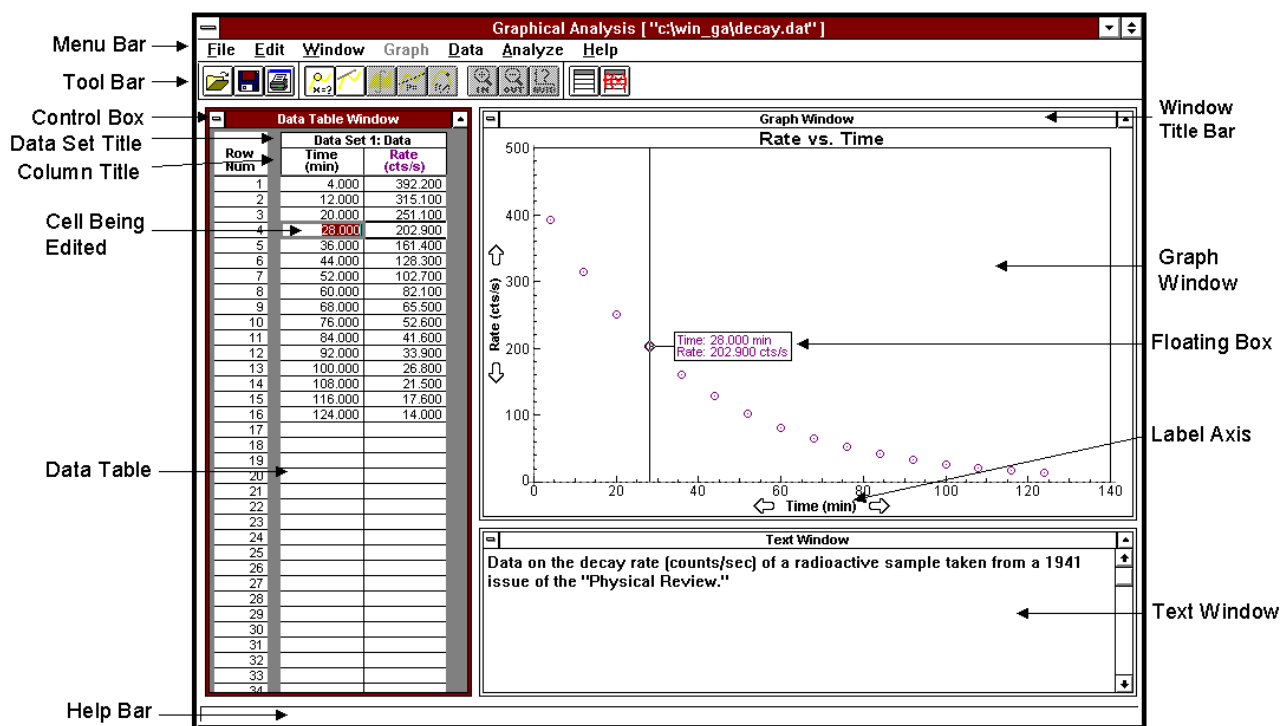 Graphical Analysis [ "c:\win_ga\decay.dat" ]
Menu Bar
File Edit Window Graph Data Analyze Help
Tool Bar
x=?
IN OUT
Control Box
Data Set Title
Column Title
Cell Being
Edited
Data Table
Help Bar
Data Table Window
Data Set 1: Data
Row Num Time (min) Rate (cts/s)
1 4.000 392.200
2 12.000 315.100
3 20.000 251.100
4 28.000 202.900
5 36.000 161.400
6 44.000 128.300
7 52.000 102.700
8 60.000 82.100
9 68.000 65.500
10 76.000 52.600
11 84.000 41.600
12 92.000 33.900
13 100.000 26.800
14 108.000 21.500
15 116.000 17.600
16 124.000 14.000
17
18
19
20
21
22
23
24
25
26
27
28
29
30
31
32
33
34
Graph Window
Rate vs. Time
500
400
300
200
100
0
Rate (cts/s)
Time: 28.000 min
Rate: 202.900 cts/s
0 20 40 60 80 100 120 140
Time (min)
Text Window
Data on the decay rate (counts/sec) of a radioactive sample taken from a 1941
issue of the "Physical Review."
Window
Title Bar
Graph
Window
Floating Box
Label Axis
Text Window